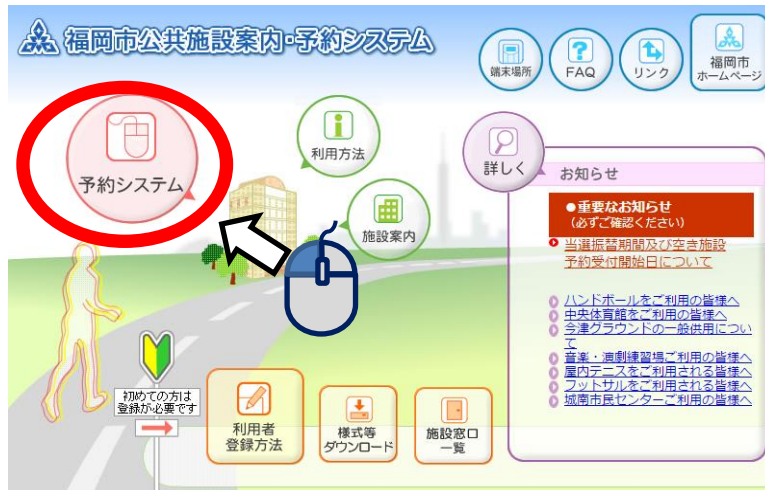 福岡市公共施設案内・予約システム
端末場所
FAQ
リンク
福岡市
ホームページ
予約システム
利用方法
施設案内
詳しく
お知らせ
●重要なお知らせ
(必ずご確認ください)
当選振替期間及び空き施設
予約受付開始日について
ハンドボールをご利用の皆様へ
中央体育館をご利用の皆様へ
今津グラウンドの一般供用につい
て
音楽・演劇練習場ご利用の皆様へ
屋内テニスをご利用される皆様へ
フットサルをご利用される皆様へ
城南市民センターご利用の皆様へ
初めての方は
登録が必要です
利用者
登録方法
様式等
ダウンロード
施設窓口
一覧